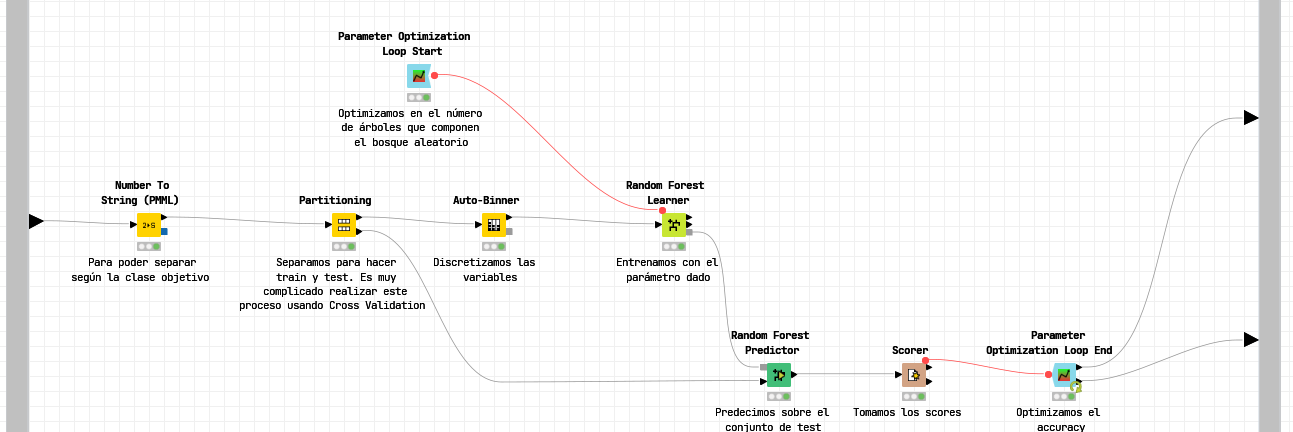 Parameter Optimization
Loop Start
Optimizamos en el número
de árboles que componen
el bosque aleatorio
Number To
String (PMML)
2▸S
Para poder separar
según la clase objetivo
Partitioning
Separamos para hacer
train y test. Es muy
complicado realizar este
proceso usando Cross Validation
Auto-Binner
Discretizamos las
variables
Random Forest
Learner
Entrenamos con el
parámetro dado
Random Forest
Predictor
Predecimos sobre el
conjunto de test
Scorer
Tomamos los scores
Parameter
Optimization Loop End
Optimizamos el
accuracy